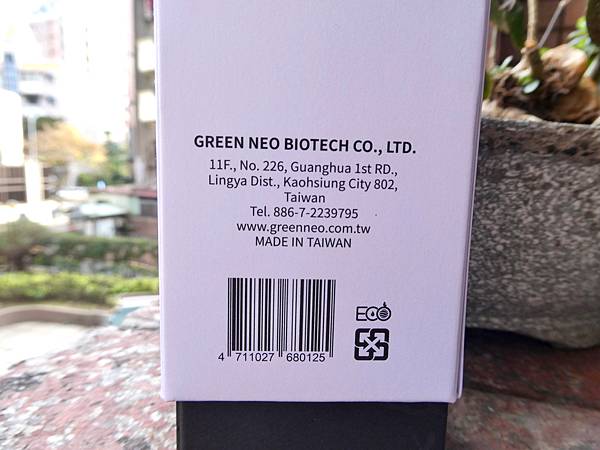 GREEN NEO BIOTECH CO., LTD.
11F., No. 226, Guanghua 1st RD.,
Lingya Dist., Kaohsiung City 802,
Taiwan
Tel. 886-7-2239795
www.greenneo.com.tw
MADE IN TAIWAN
ECO
4 711027 680125